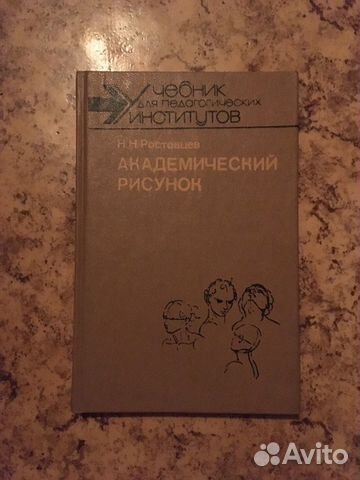 Учебник
для педагогических
институтов
Н.Н.Ростовцев
АКАДЕМИЧЕСКИЙ
РИСУНОК
Avito